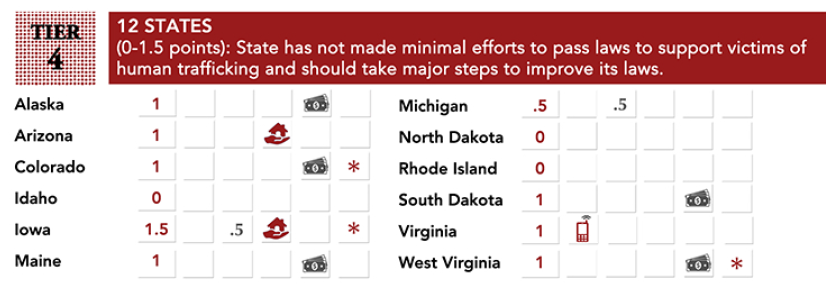 TIER
4
12 STATES
(0-1.5 points): State has not made minimal efforts to pass laws to support victims of
human trafficking and should take major steps to improve its laws.
Alaska 1
Arizona 1
Colorado 1 *
Idaho 0
Iowa 1.5 .5 *
Maine 1
Michigan .5 .5
North Dakota 0
Rhode Island 0
South Dakota 1
Virginia 1
West Virginia 1 *